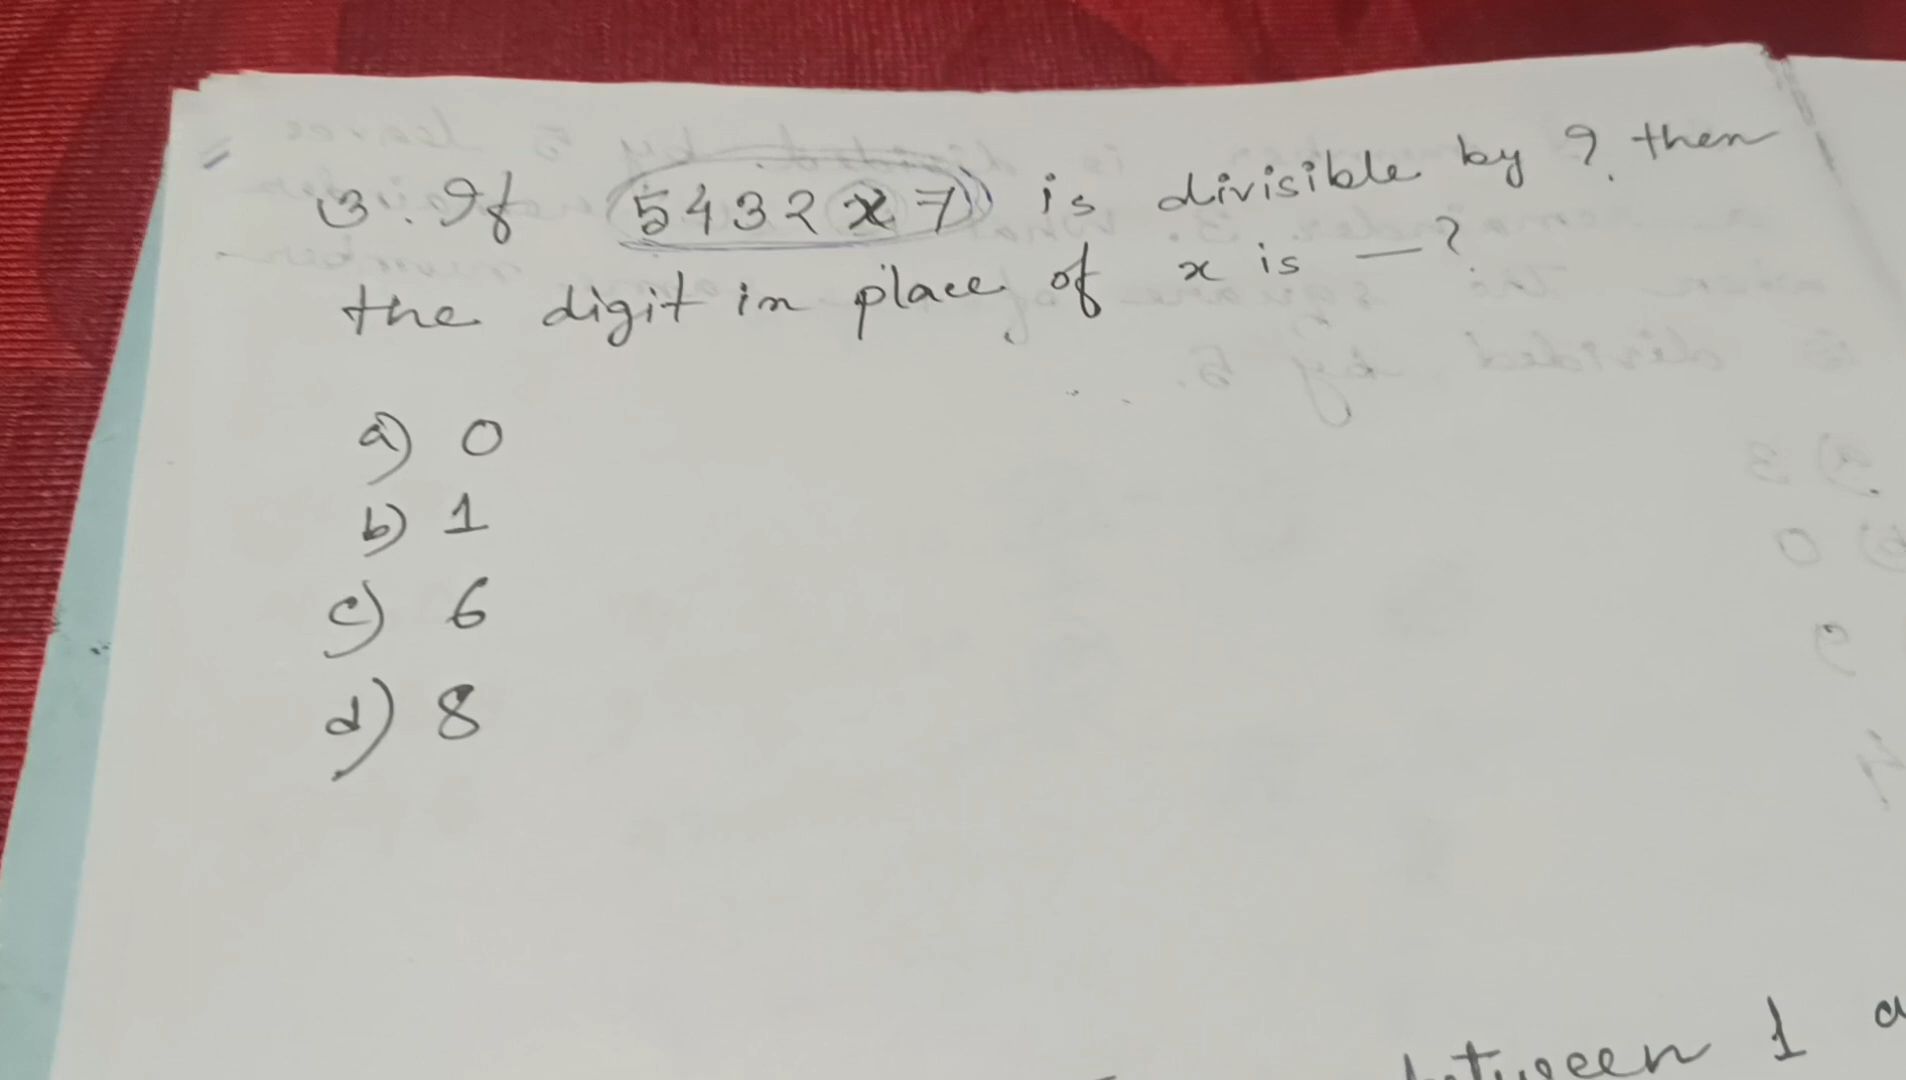 3. If 5432x7 is divisible by 9, then
the digit in place of x is —?
a) 0
b) 1
c) 6
d) 8
between 1 a